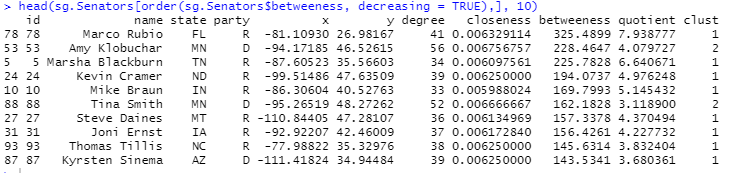 > head(sg.Senators[order(sg.Senators$betweeness, decreasing = TRUE),], 10)
id name state party x y degree closeness betweeness quotient clust
78 78 Marco Rubio FL R -81.10930 26.98167 41 0.006329114 325.4899 7.938777 1
53 53 Amy Klobuchar MN D -94.17185 46.52615 56 0.006756757 228.4647 4.079727 2
5 5 Marsha Blackburn TN R -87.60523 35.56603 34 0.006097561 225.7828 6.640671 1
24 24 Kevin Cramer ND R -99.51486 47.63509 39 0.006250000 194.0737 4.976248 1
10 10 Mike Braun IN R -86.30604 40.52763 33 0.005988024 169.7993 5.145432 1
88 88 Tina Smith MN D -95.26519 48.27262 52 0.006666667 162.1828 3.118900 2
27 27 Steve Daines MT R -110.84405 47.28107 36 0.006134969 157.3378 4.370494 1
31 31 Joni Ernst IA R -92.92207 42.46009 37 0.006172840 156.4261 4.227732 1
93 93 Thomas Tillis NC R -77.98822 35.32976 38 0.006250000 145.6314 3.832404 1
87 87 Kyrsten Sinema AZ D -111.41824 34.94484 39 0.006250000 143.5341 3.680361 1